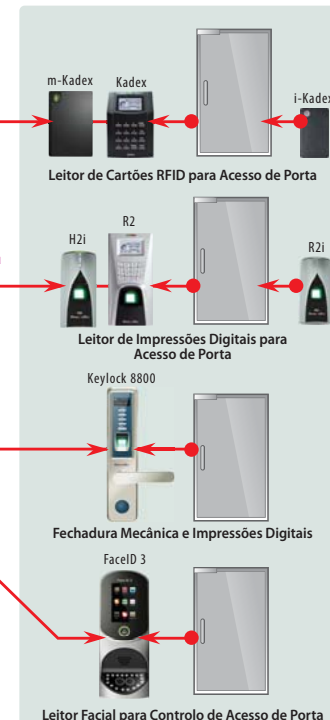 m-Kadex
Kadex
i-Kadex
Leitor de Cartões RFID para Acesso de Porta
H2i
R2
R2i
Leitor de Impressões Digitais para
Acesso de Porta
Keylock 8800
Fechadura Mecânica e Impressões Digitais
FaceID 3
Leitor Facial para Controlo de Acesso de Porta